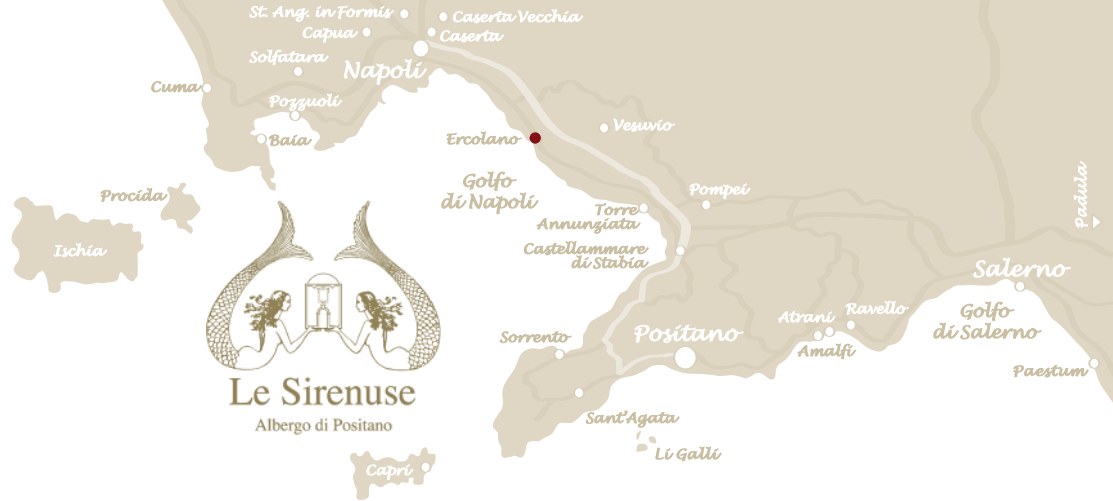 St. Ang. in Formis
Caserta Vecchia
Capua
Caserta
Solfatara
Napoli
Cuma
Pozzuoli
Vesuvio
Baia
Ercolano
Procida
Golfo
di Napoli
Pompei
Padula
Torre
Annunziata
Ischia
Castellammare
di Stabia
Salerno
Golfo
di Salerno
Atrani
Ravello
Positano
Sorrento
Amalfi
Paestum
Le Sirenuse
Albergo di Positano
Sant'Agata
Li Galli
Capri